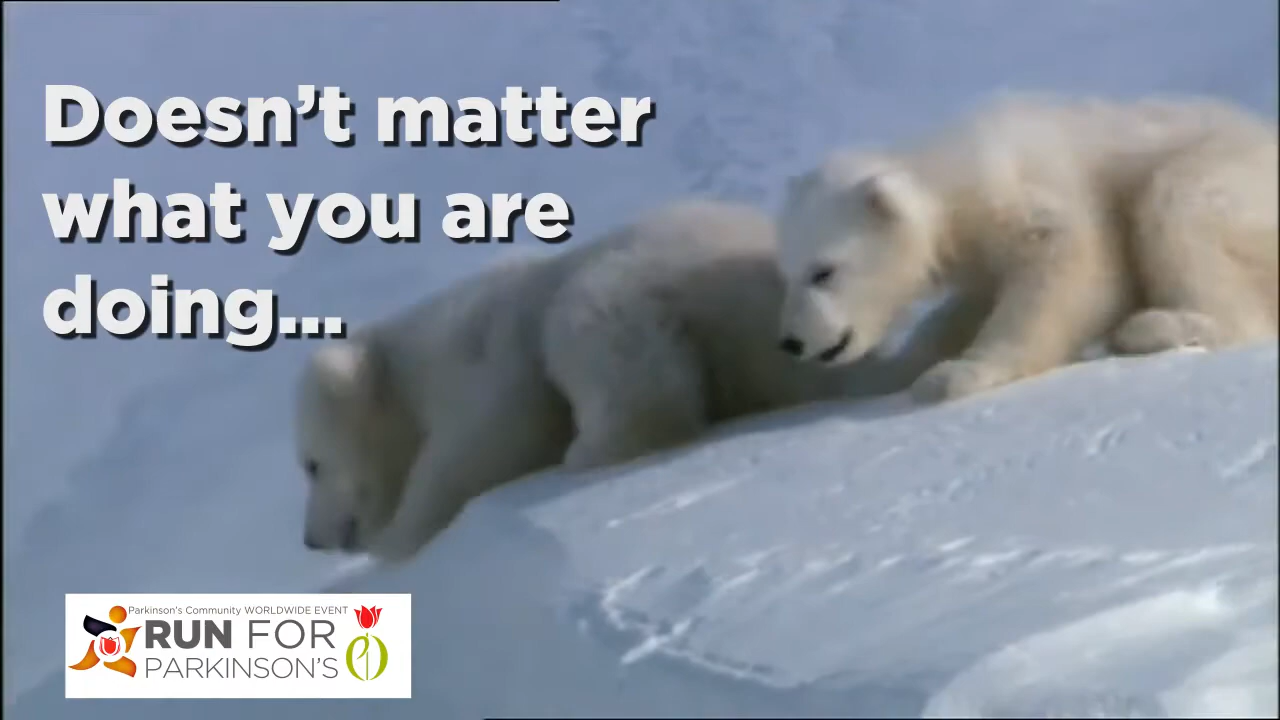 Doesn’t matter
what you are
doing...
Parkinson's Community WORLDWIDE EVENT
RUN FOR
PARKINSON'S